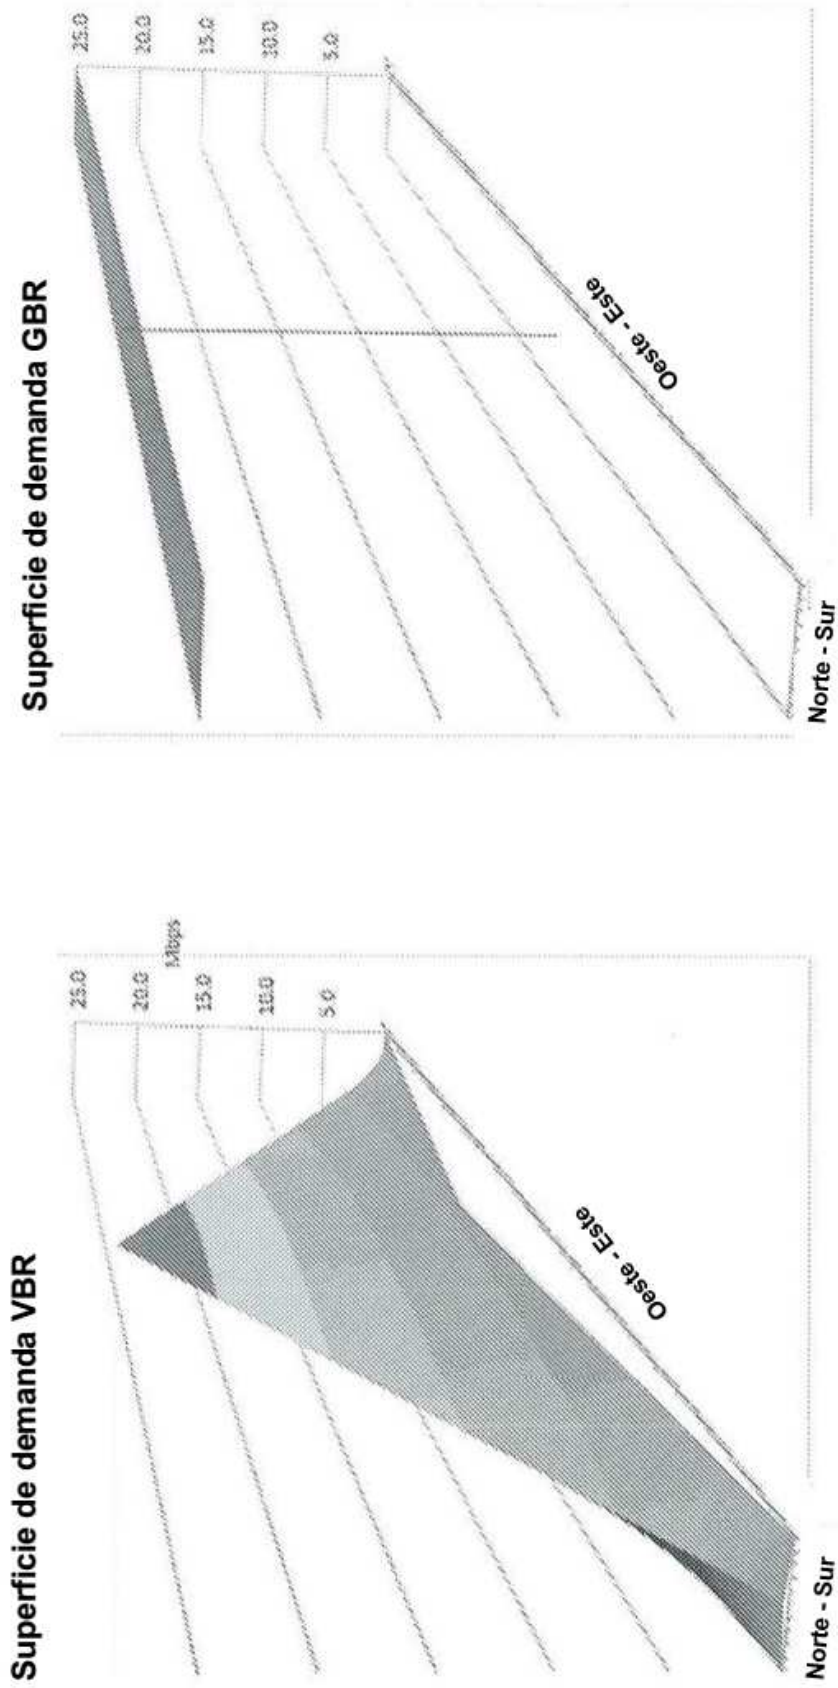 Superficie de demanda VBR
25.0
20.0
Mbps
15.0
10.0
5.0
Oeste - Este
Norte - Sur
Superficie de demanda GBR
25.0
20.0
15.0
10.0
5.0
Oeste - Este
Norte - Sur